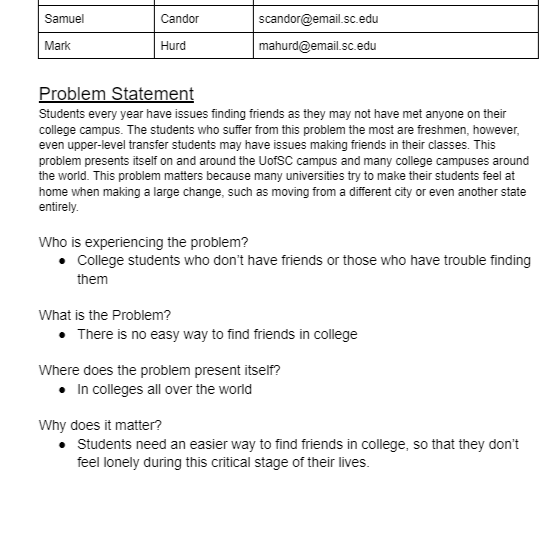 Samuel Candor scandor@email.sc.edu
Mark Hurd mahurd@email.sc.edu
Problem Statement
Students every year have issues finding friends as they may not have met anyone on their
college campus. The students who suffer from this problem the most are freshmen, however,
even upper-level transfer students may have issues making friends in their classes. This
problem presents itself on and around the UofSC campus and many college campuses around
the world. This problem matters because many universities try to make their students feel at
home when making a large change, such as moving from a different city or even another state
entirely.
Who is experiencing the problem?
● College students who don’t have friends or those who have trouble finding
them
What is the Problem?
● There is no easy way to find friends in college
Where does the problem present itself?
● In colleges all over the world
Why does it matter?
● Students need an easier way to find friends in college, so that they don’t
feel lonely during this critical stage of their lives.